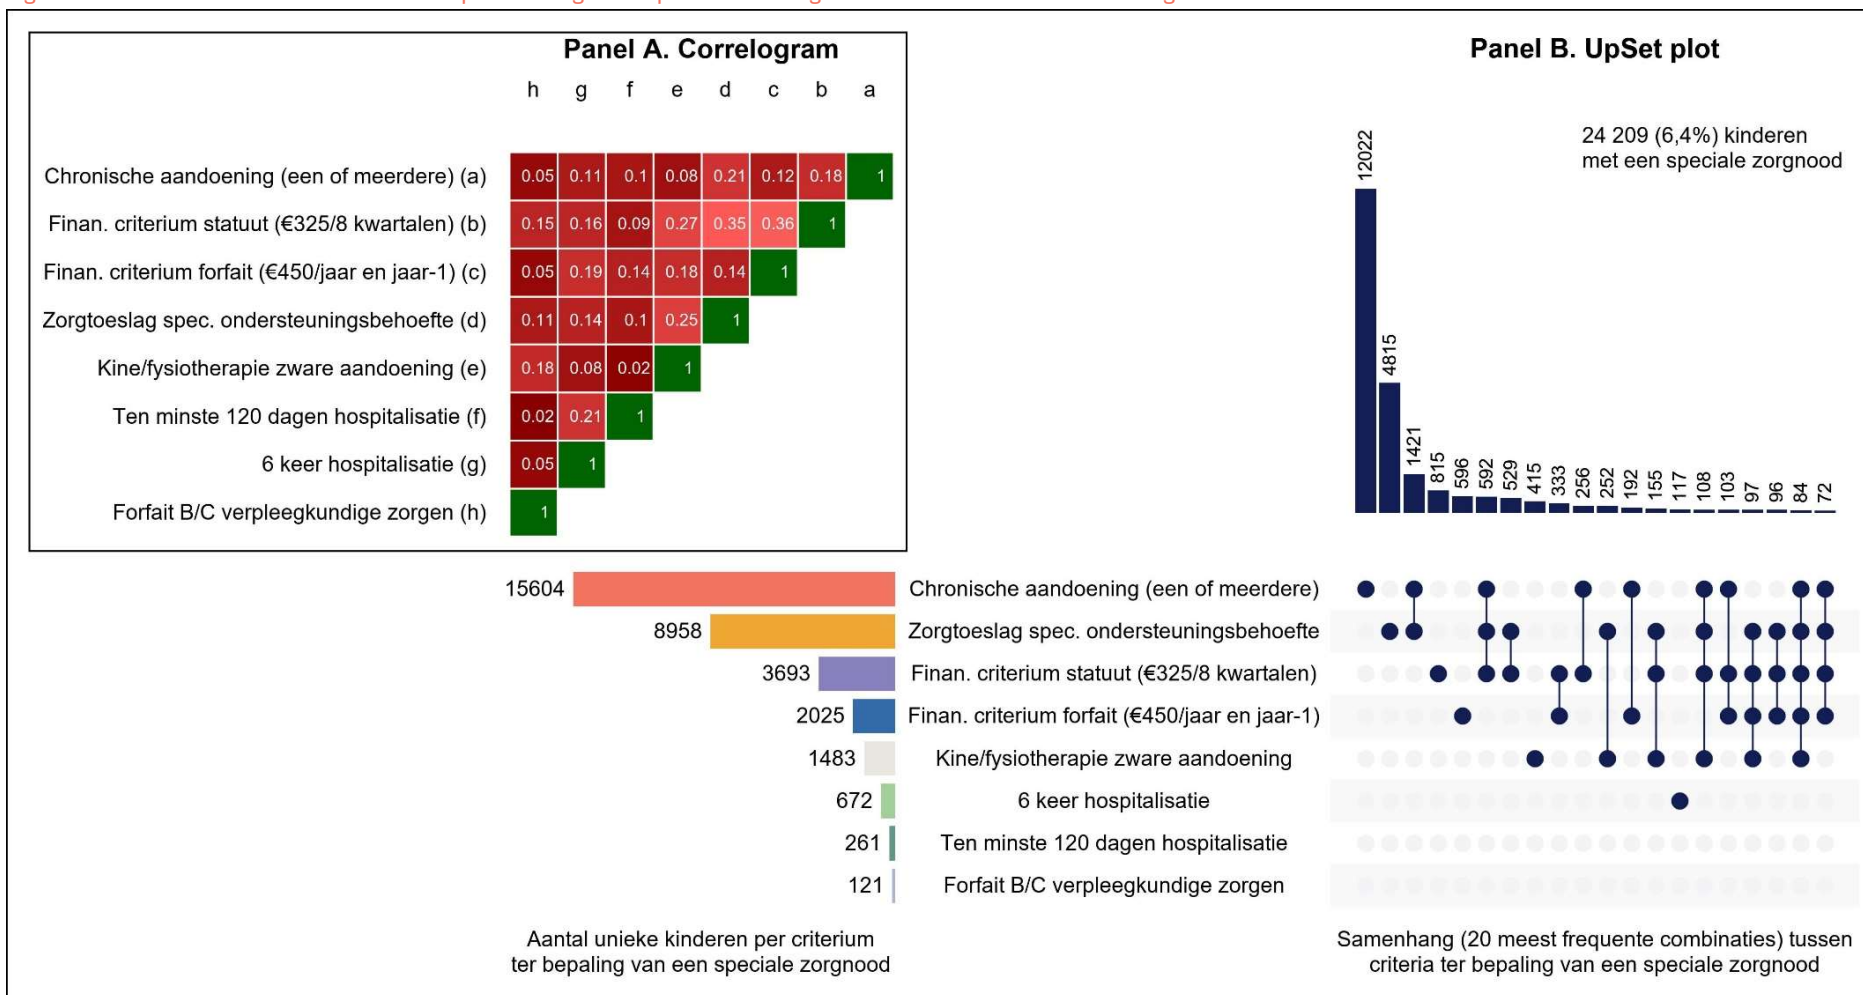 Panel A. Correlogram
h g f e d c b a
Chronische aandoening (een of meerdere) (a) 0.05 0.11 0.1 0.08 0.21 0.12 0.18 1
Finan. criterium statuut (€325/8 kwartalen) (b) 0.15 0.16 0.09 0.27 0.35 0.36 1
Finan. criterium forfait (€450/jaar en jaar-1) (c) 0.05 0.19 0.14 0.18 0.14 1
Zorgtoeslag spec. ondersteuningsbehoefte (d) 0.11 0.14 0.1 0.25 1
Kine/fysiotherapie zware aandoening (e) 0.18 0.08 0.02 1
Ten minste 120 dagen hospitalisatie (f) 0.02 0.21 1
6 keer hospitalisatie (g) 0.05 1
Forfait B/C verpleegkundige zorgen (h) 1
Panel B. UpSet plot
24 209 (6,4%) kinderen
met een speciale zorgnood
12022 4815 1421 815 596 592 529 415 333 256 252 192 155 117 108 103 97 96 84 72
15604 Chronische aandoening (een of meerdere)
8958 Zorgtoeslag spec. ondersteuningsbehoefte
3693 Finan. criterium statuut (€325/8 kwartalen)
2025 Finan. criterium forfait (€450/jaar en jaar-1)
1483 Kine/fysiotherapie zware aandoening
672 6 keer hospitalisatie
261 Ten minste 120 dagen hospitalisatie
121 Forfait B/C verpleegkundige zorgen
Aantal unieke kinderen per criterium
ter bepaling van een speciale zorgnood
Samenhang (20 meest frequente combinaties) tussen
criteria ter bepaling van een speciale zorgnood